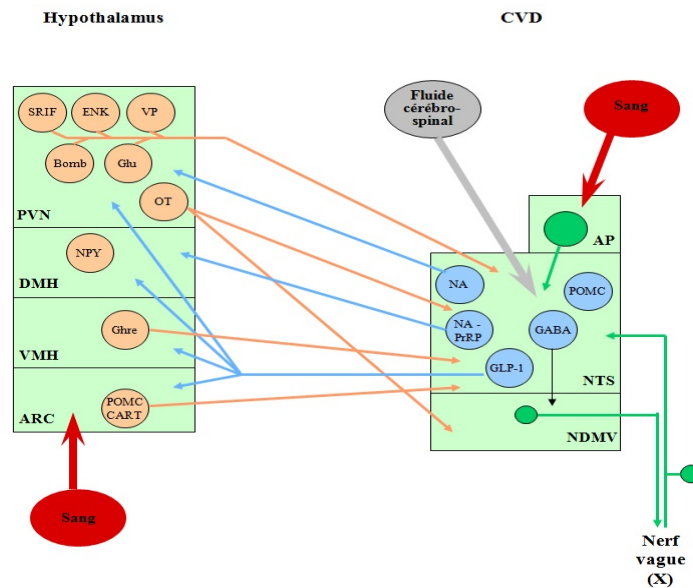 Hypothalamus
CVD
SRIF
ENK
VP
Bomb
Glu
OT
PVN
NPY
DMH
Ghre
VMH
POMC
CART
ARC
Sang
Fluide
cérébro-
spinal
Sang
AP
NA
POMC
NA -
PrRP
GABA
GLP-1
NTS
NDMV
Nerf
vague
(X)